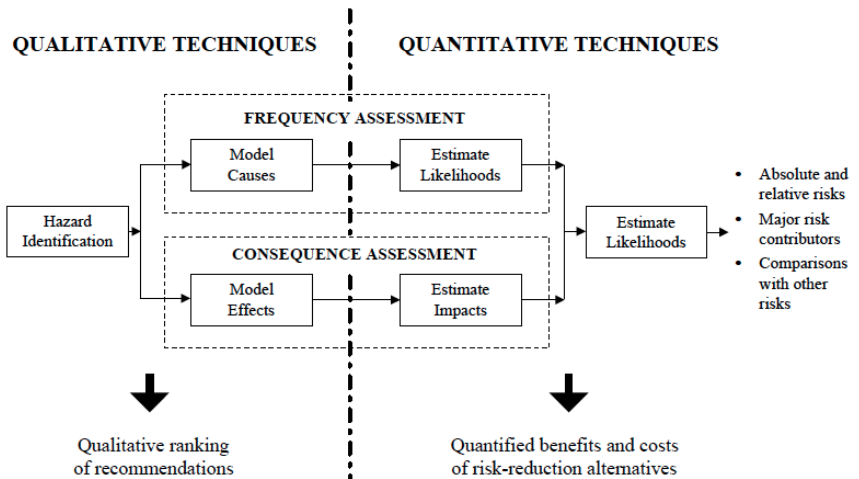 QUALITATIVE TECHNIQUES
QUANTITATIVE TECHNIQUES
FREQUENCY ASSESSMENT
Model
Causes
Estimate
Likelihoods
Hazard
Identification
CONSEQUENCE ASSESSMENT
Model
Effects
Estimate
Impacts
Estimate
Likelihoods
• Absolute and
relative risks
• Major risk
contributors
• Comparisons
with other
risks
Qualitative ranking
of recommendations
Quantified benefits and costs
of risk-reduction alternatives